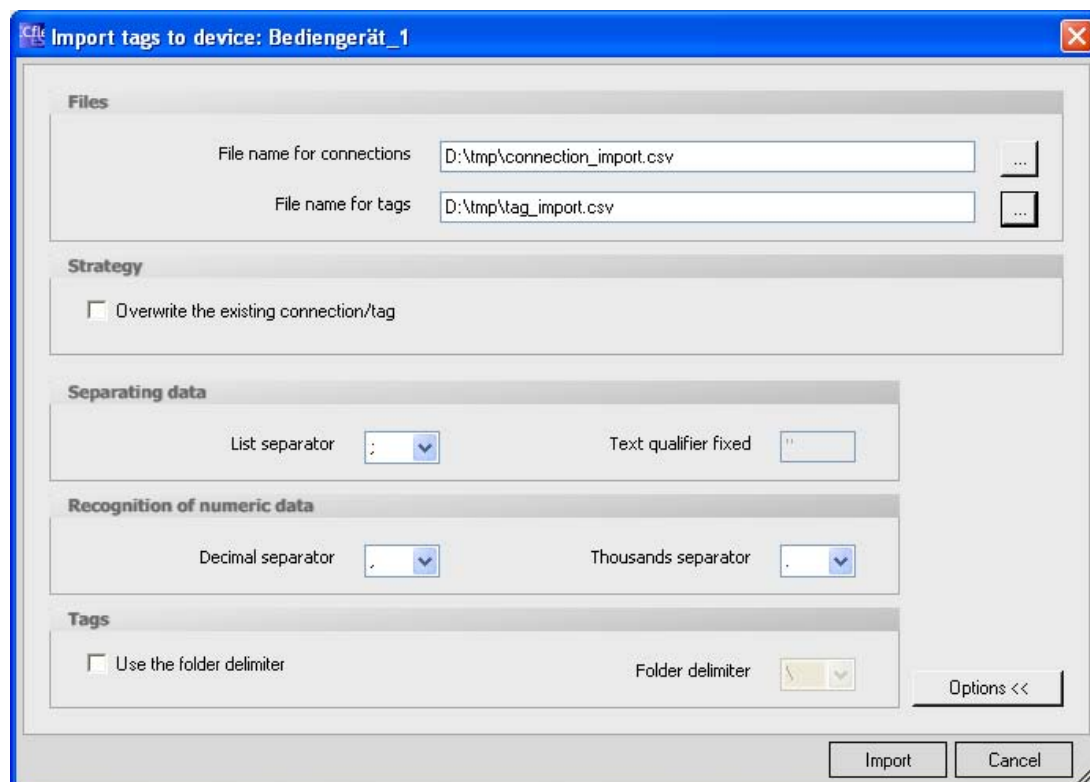 Import tags to device: Bediengerät_1
Files
File name for connections D:\tmp\connection_import.csv ...
File name for tags D:\tmp\tag_import.csv ...
Strategy
Overwrite the existing connection/tag
Separating data
List separator ; Text qualifier fixed "
Recognition of numeric data
Decimal separator , Thousands separator .
Tags
Use the folder delimiter Folder delimiter \
Options <<
Import Cancel